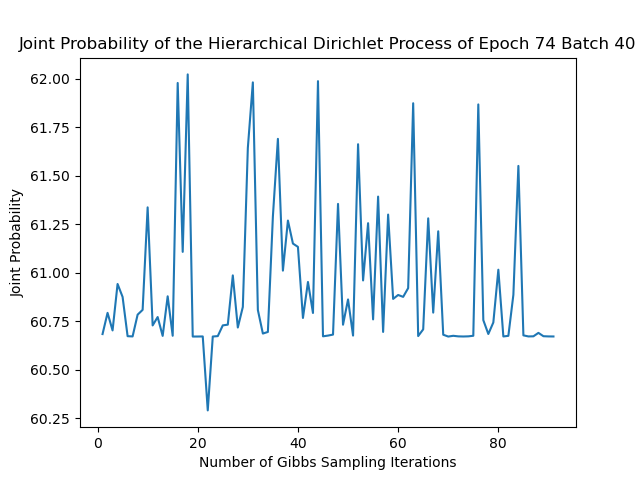 Joint Probability of the Hierarchical Dirichlet Process of Epoch 74 Batch 40
62.00
61.75
61.50
61.25
61.00
60.75
60.50
60.25
Joint Probability
0 20 40 60 80
Number of Gibbs Sampling Iterations